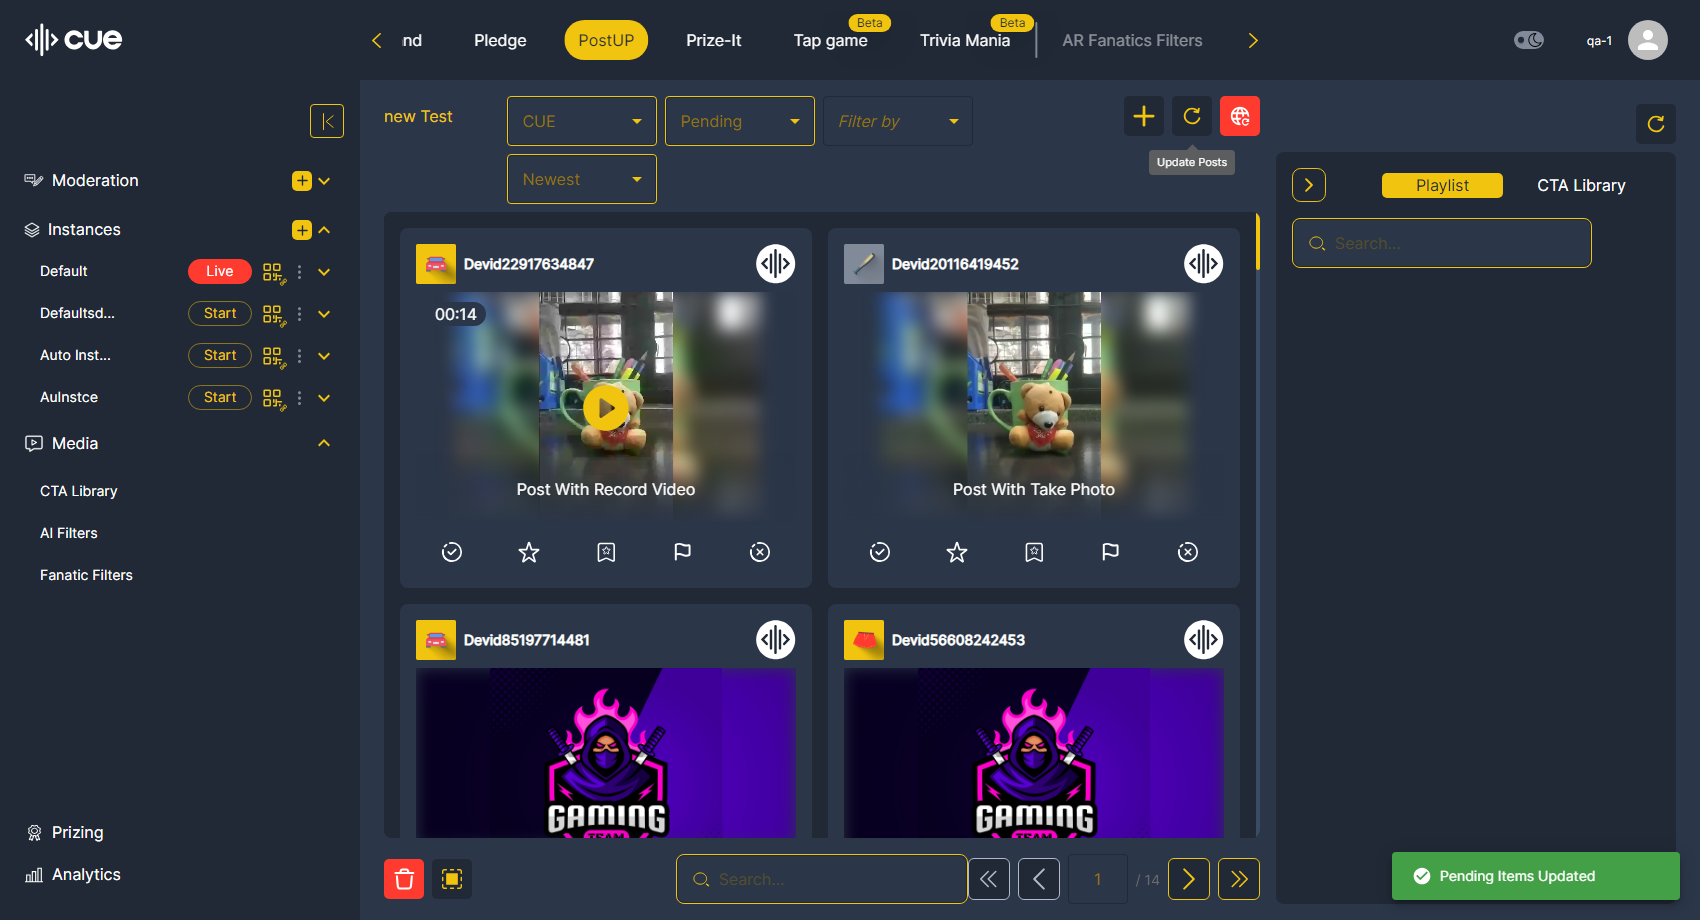 cue
nd
Pledge
PostUP
Prize-It
Beta
Tap game
Beta
Trivia Mania
AR Fanatics Filters
qa-1
Moderation
Instances
Default
Live
Defaultsd...
Start
Auto Inst...
Start
AuInstce
Start
Media
CTA Library
AI Filters
Fanatic Filters
Prizing
Analytics
new Test
CUE
Pending
Filter by
Newest
Update Posts
Devid22917634847
00:14
Post With Record Video
Devid20116419452
Post With Take Photo
Devid85197714481
GAMING
TEAM
Devid56608242453
GAMING
TEAM
Search...
1
/ 14
Playlist
CTA Library
Search...
Pending Items Updated